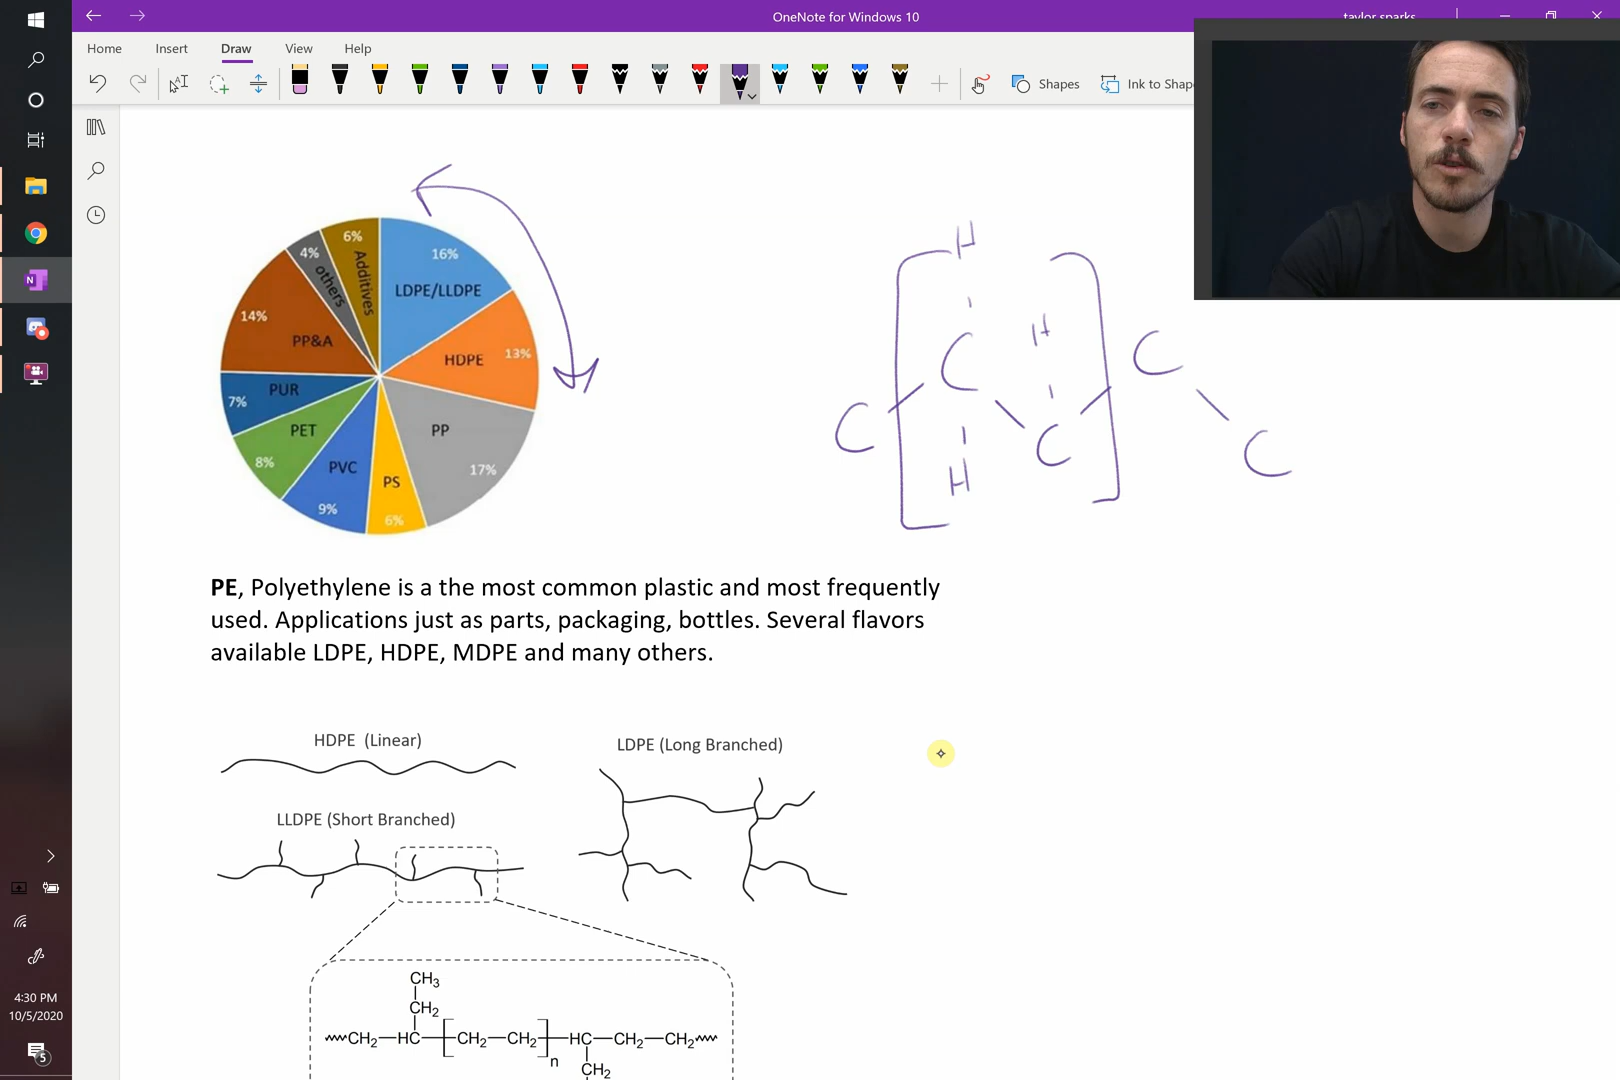 OneNote for Windows 10
taylor sparks
Home Insert Draw View Help
Shapes
Ink to Shap
6%
4%
16%
Additives
others
LDPE/LLDPE
14%
PP&A
HDPE
13%
PUR
7%
PP
PET
8%
PVC
PS
17%
9%
6%
H
H
C
C
C
C
H
C
PE, Polyethylene is a the most common plastic and most frequently
used. Applications just as parts, packaging, bottles. Several flavors
available LDPE, HDPE, MDPE and many others.
HDPE (Linear)
LDPE (Long Branched)
LLDPE (Short Branched)
CH3
CH2
CH2 HC CH2 CH2 n HC CH2 CH2
CH2
4:30 PM
10/5/2020
5